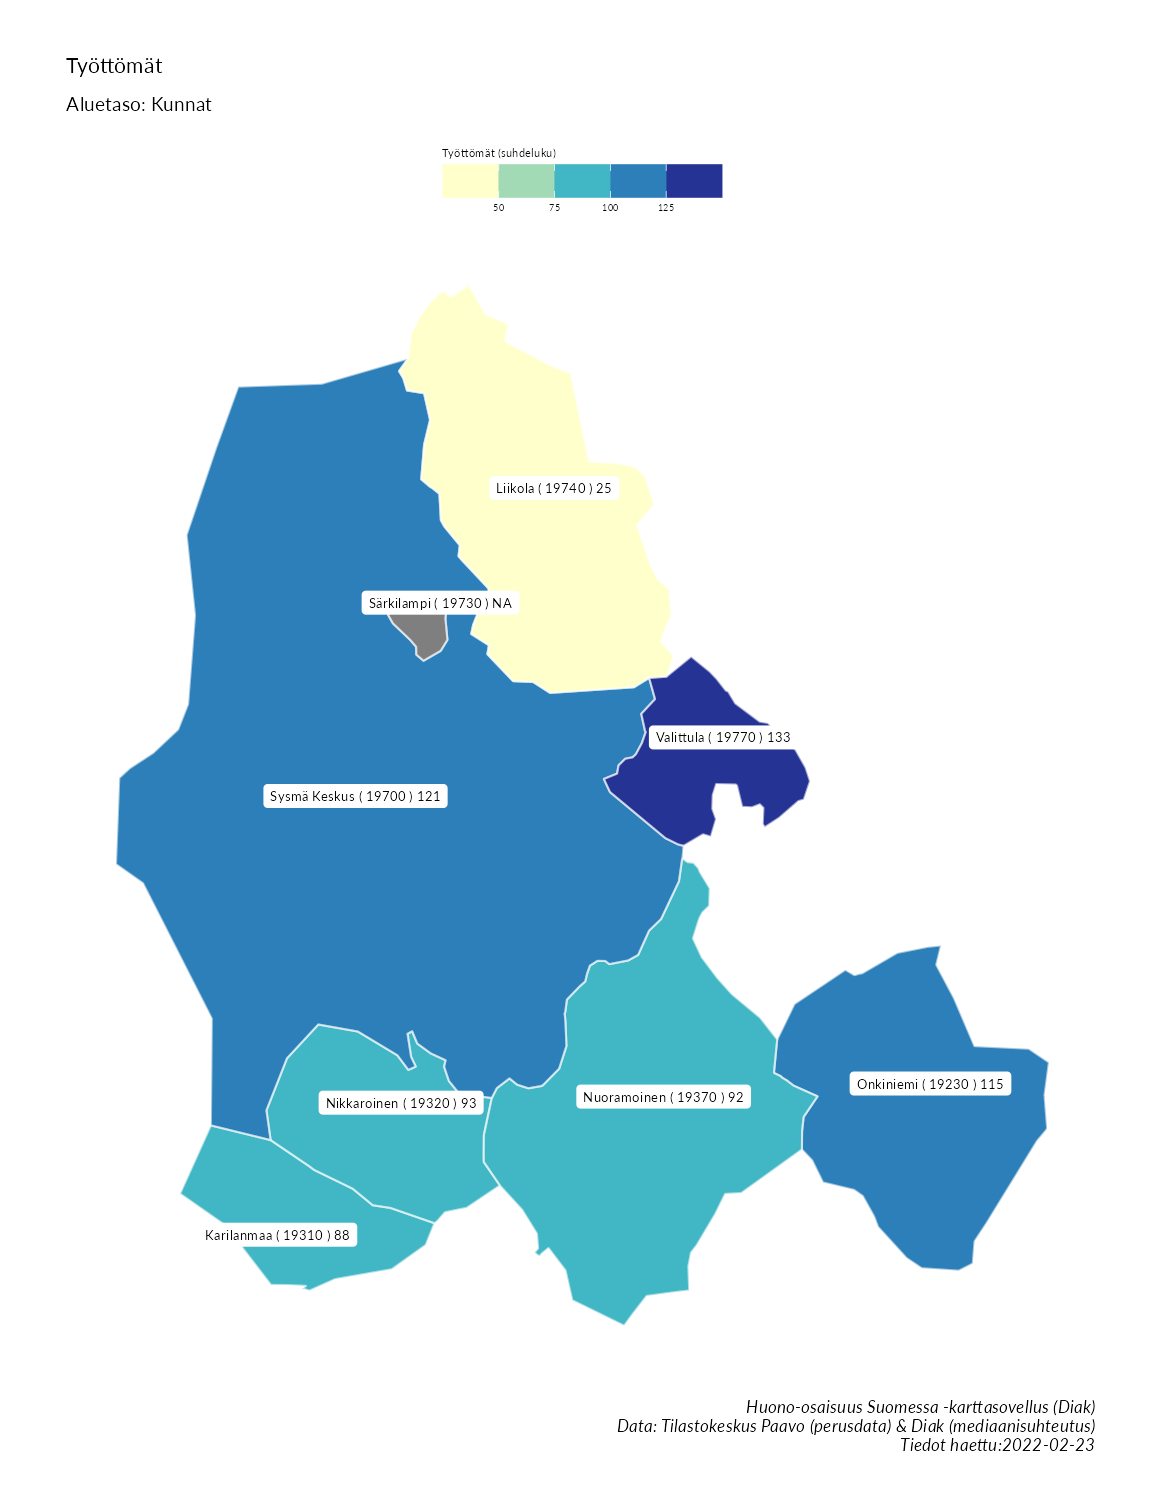 Työttömät
Aluetaso: Kunnat
Työttömät (suhdeluku)
50 75 100 125
Liikola ( 19740 ) 25
Särkilampi ( 19730 ) NA
Valittula ( 19770 ) 133
Sysmä Keskus ( 19700 ) 121
Onkiniemi ( 19230 ) 115
Nuoramoinen ( 19370 ) 92
Nikkaroinen ( 19320 ) 93
Karilanmaa ( 19310 ) 88
Huono-osaisuus Suomessa -karttasovellus (Diak)
Data: Tilastokeskus Paavo (perusdata) & Diak (mediaanisuhteutus)
Tiedot haettu:2022-02-23